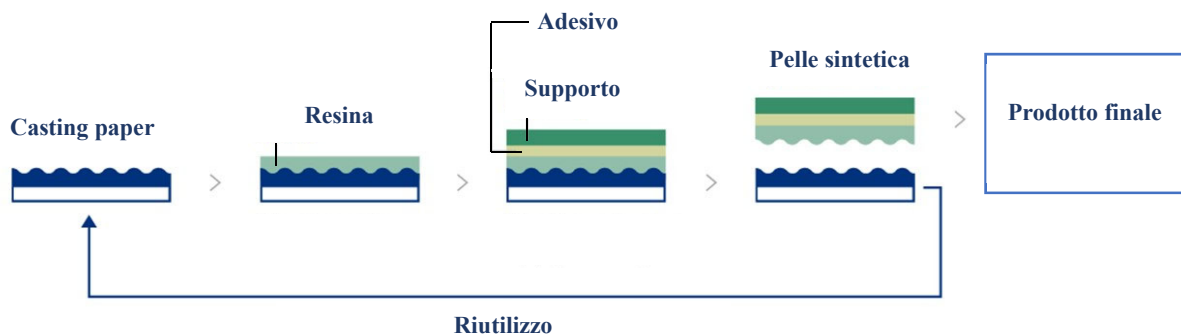 Adesivo
Pelle sintetica
Supporto
Resina
Prodotto finale
Casting paper
Riutilizzo